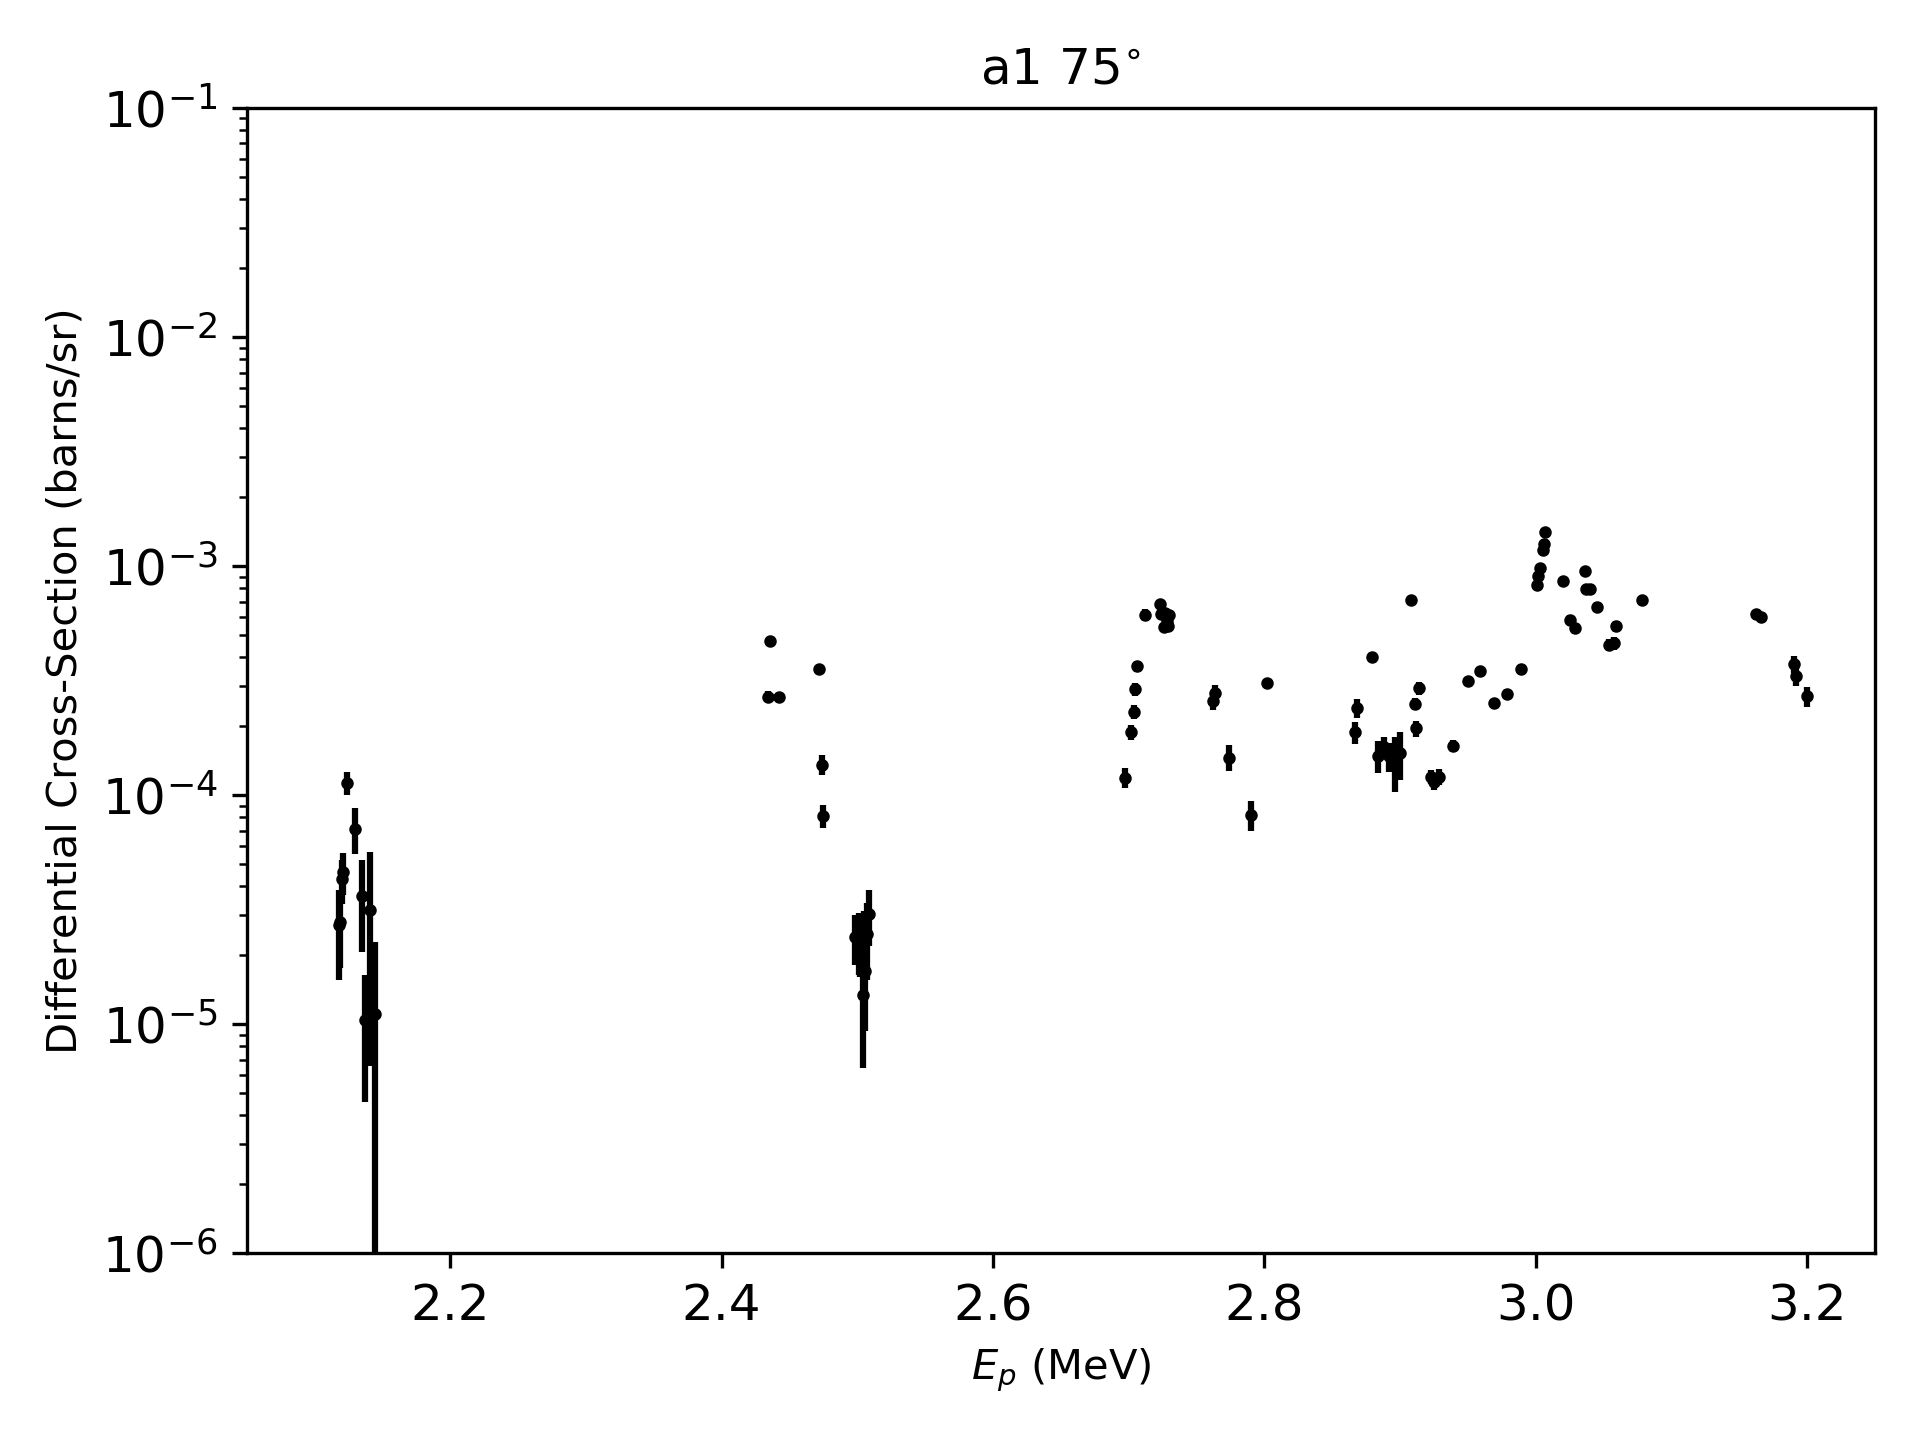 a1 75°
Differential Cross-Section (barns/sr)
10⁻¹
10⁻²
10⁻³
10⁻⁴
10⁻⁵
10⁻⁶
2.2 2.4 2.6 2.8 3.0 3.2
Eₚ (MeV)